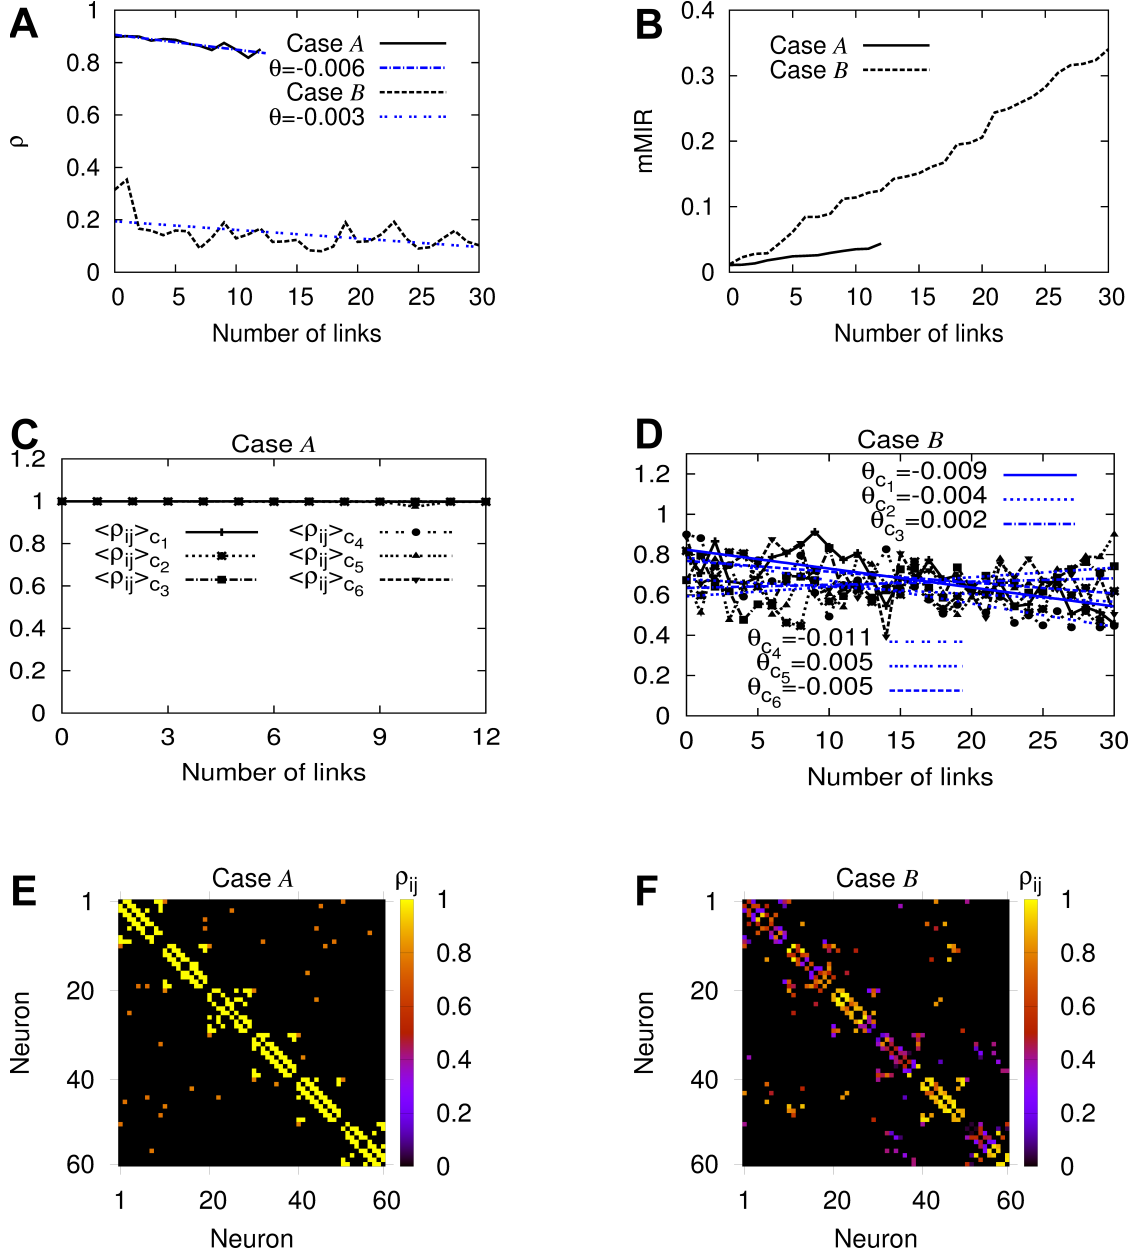 A
1
0.8
0.6
0.4
0.2
0
ρ
Case A
θ=-0.006
Case B
θ=-0.003
0 5 10 15 20 25 30
Number of links
B
0.4
0.3
0.2
0.1
0
mMIR
Case A
Case B
0 5 10 15 20 25 30
Number of links
C
Case A
1.2
1
0.8
0.6
0.4
0.2
0
<ρij>c1
<ρij>c2
<ρij>c3
<ρij>c4
<ρij>c5
<ρij>c6
0 3 6 9 12
Number of links
D
Case B
1.2
1
0.8
0.6
0.4
0.2
0
θc1=-0.009
θc2=-0.004
θc3=0.002
θc4=-0.011
θc5=0.005
θc6=-0.005
0 5 10 15 20 25 30
Number of links
E
Case A
ρij
1
20
40
60
Neuron
1 20 40 60
Neuron
1
0.8
0.6
0.4
0.2
0
F
Case B
ρij
1
20
40
60
Neuron
1 20 40 60
Neuron
1
0.8
0.6
0.4
0.2
0